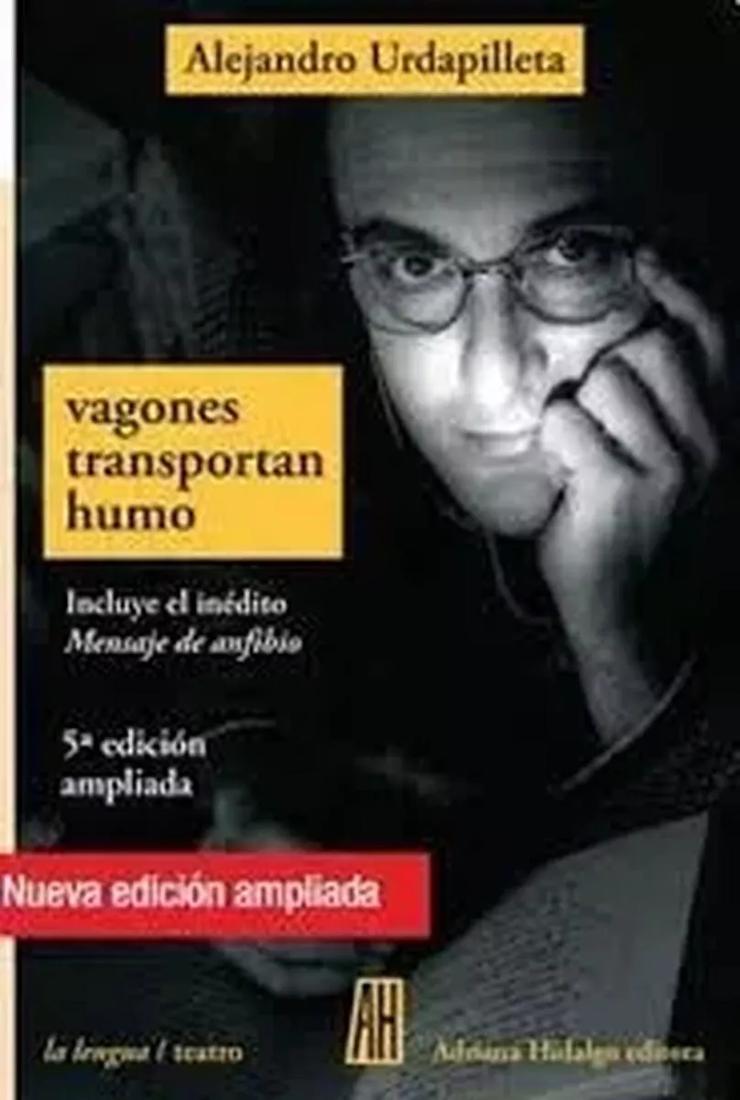 Alejandro Urdapilleta
vagones
transportan
humo
Incluye el inédito
Mensaje de anfibio
5ª edición
ampliada
Nueva edición ampliada
AH
la lengua / teatro
Adriana Hidalgo editora